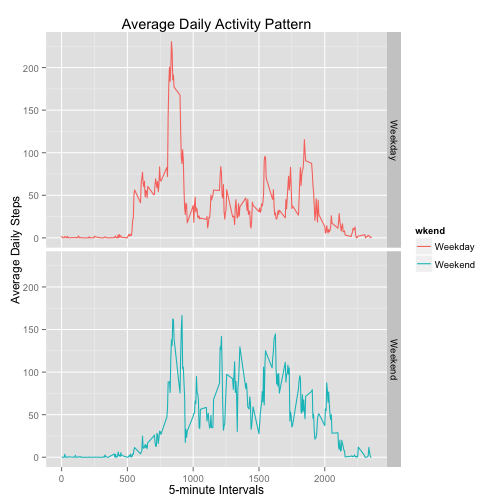 Average Daily Activity Pattern
Average Daily Steps
200
150
100
50
0
Weekday
200
150
100
50
0
Weekend
0
500
1000
1500
2000
5-minute Intervals
wkend
Weekday
Weekend